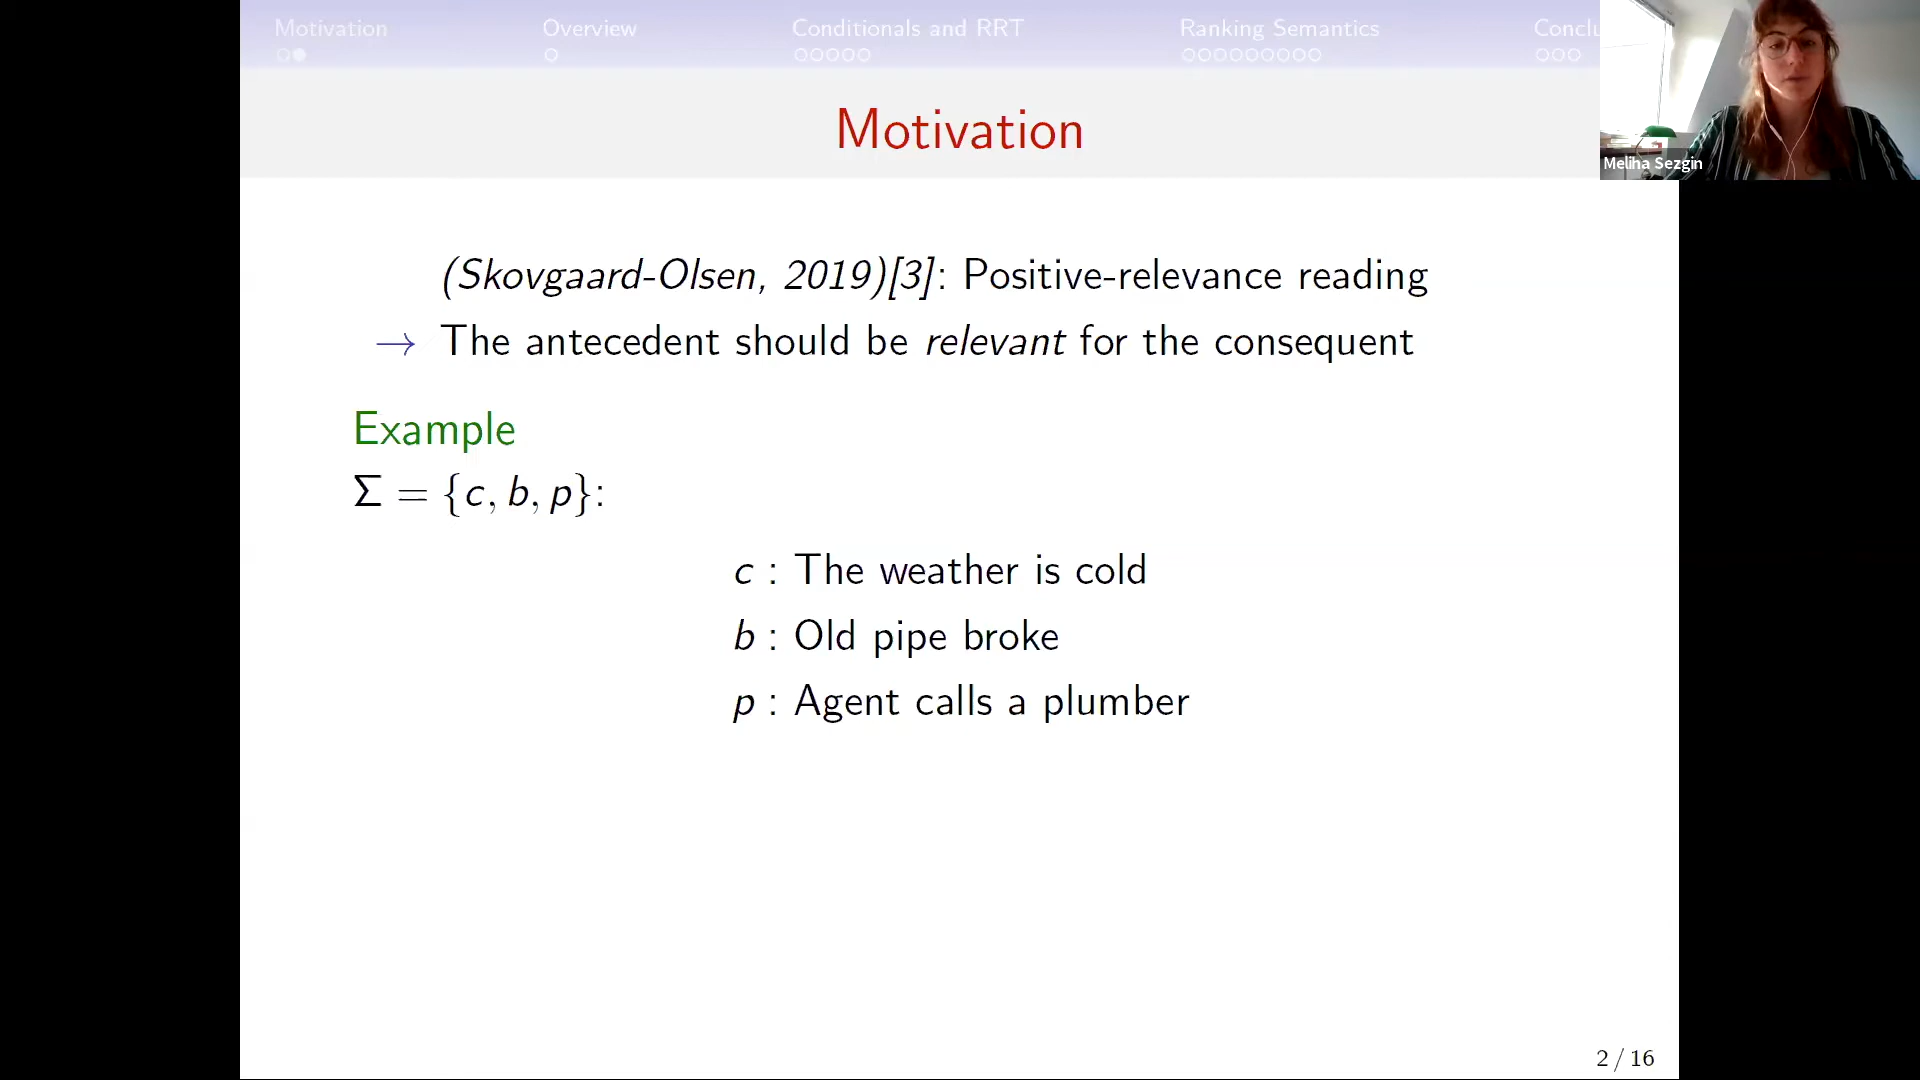 Motivation Overview Conditionals and RRT Ranking Semantics Conclu
Meliha Sezgin
Motivation
(Skovgaard-Olsen, 2019)[3]: Positive-relevance reading
→ The antecedent should be relevant for the consequent
Example
Σ = {c, b, p}:
c : The weather is cold
b : Old pipe broke
p : Agent calls a plumber
2 / 16